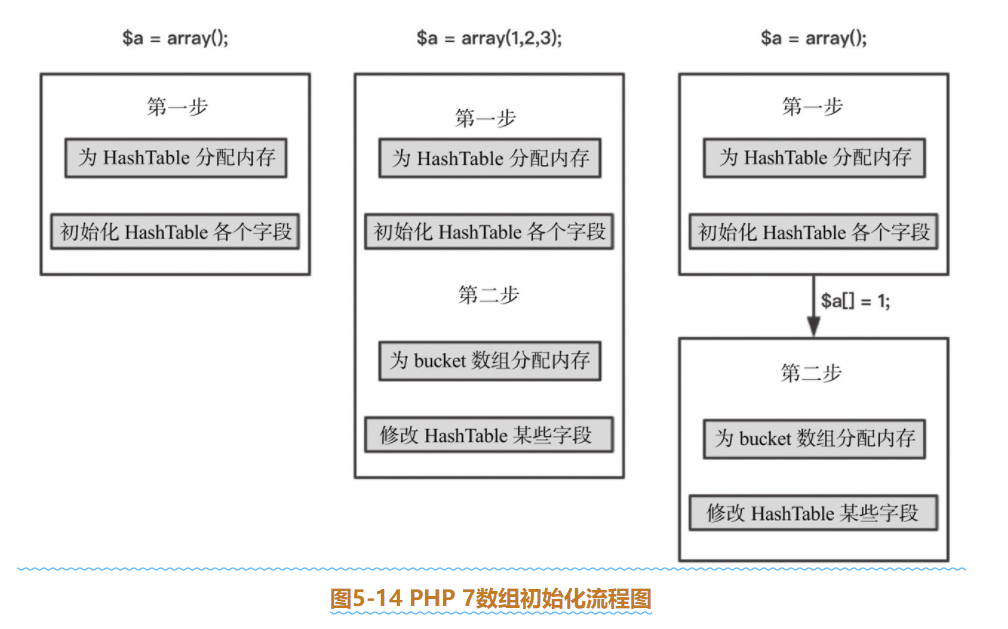 $a = array();
第一步
为 HashTable 分配内存
初始化 HashTable 各个字段
$a = array(1,2,3);
第一步
为 HashTable 分配内存
初始化 HashTable 各个字段
第二步
为 bucket 数组分配内存
修改 HashTable 某些字段
$a = array();
第一步
为 HashTable 分配内存
初始化 HashTable 各个字段
$a[] = 1;
第二步
为 bucket 数组分配内存
修改 HashTable 某些字段
图5-14 PHP 7数组初始化流程图